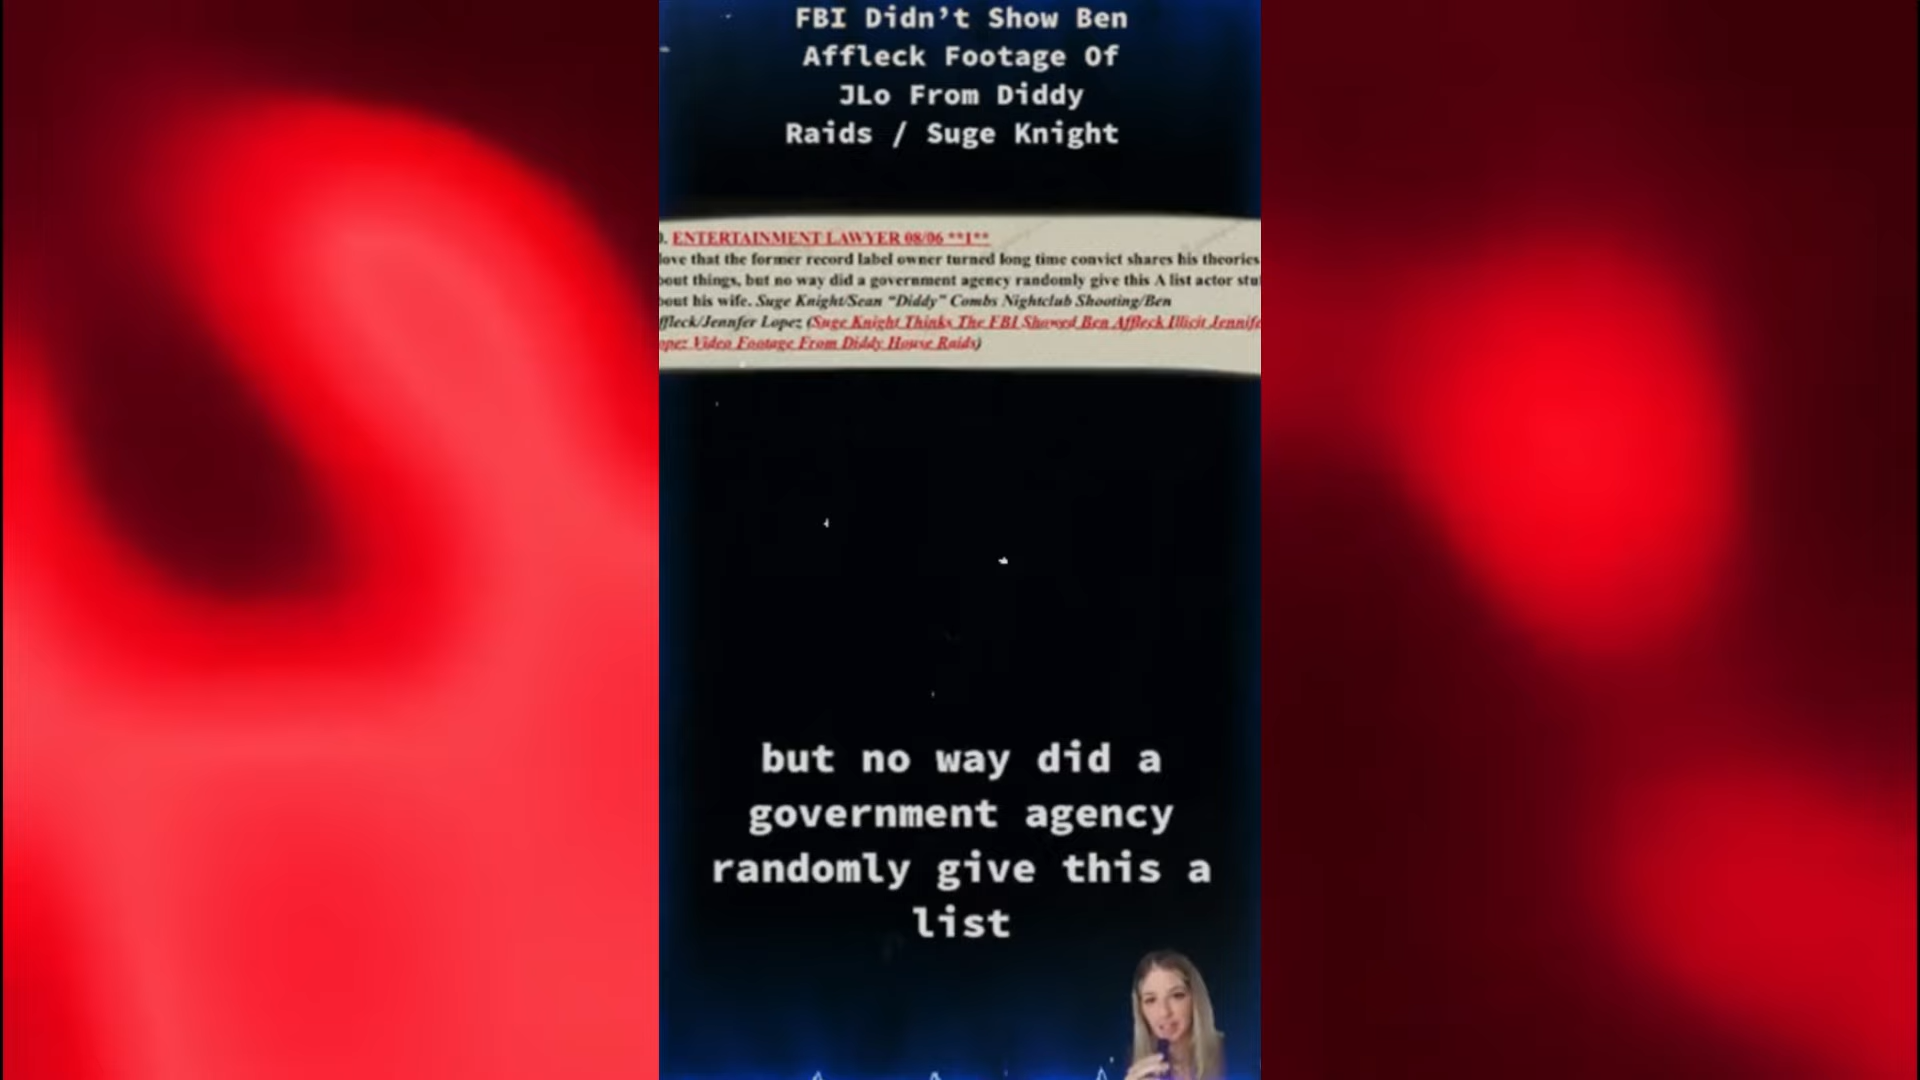 FBI Didn’t Show Ben
Affleck Footage Of
JLo From Diddy
Raids / Suge Knight
. ENTERTAINMENT LAWYER 08/06 **1**
love that the former record label owner turned long time convict shares his theories
bout things, but no way did a government agency randomly give this A list actor stu
bout his wife. Suge Knight/Sean “Diddy” Combs Nightclub Shooting/Ben
ffleck/Jennfer Lopez (Suge Knight Thinks The FBI Showed Ben Affleck Illicit Jennife
opez Video Footage From Diddy House Raids)
but no way did a
government agency
randomly give this a
list